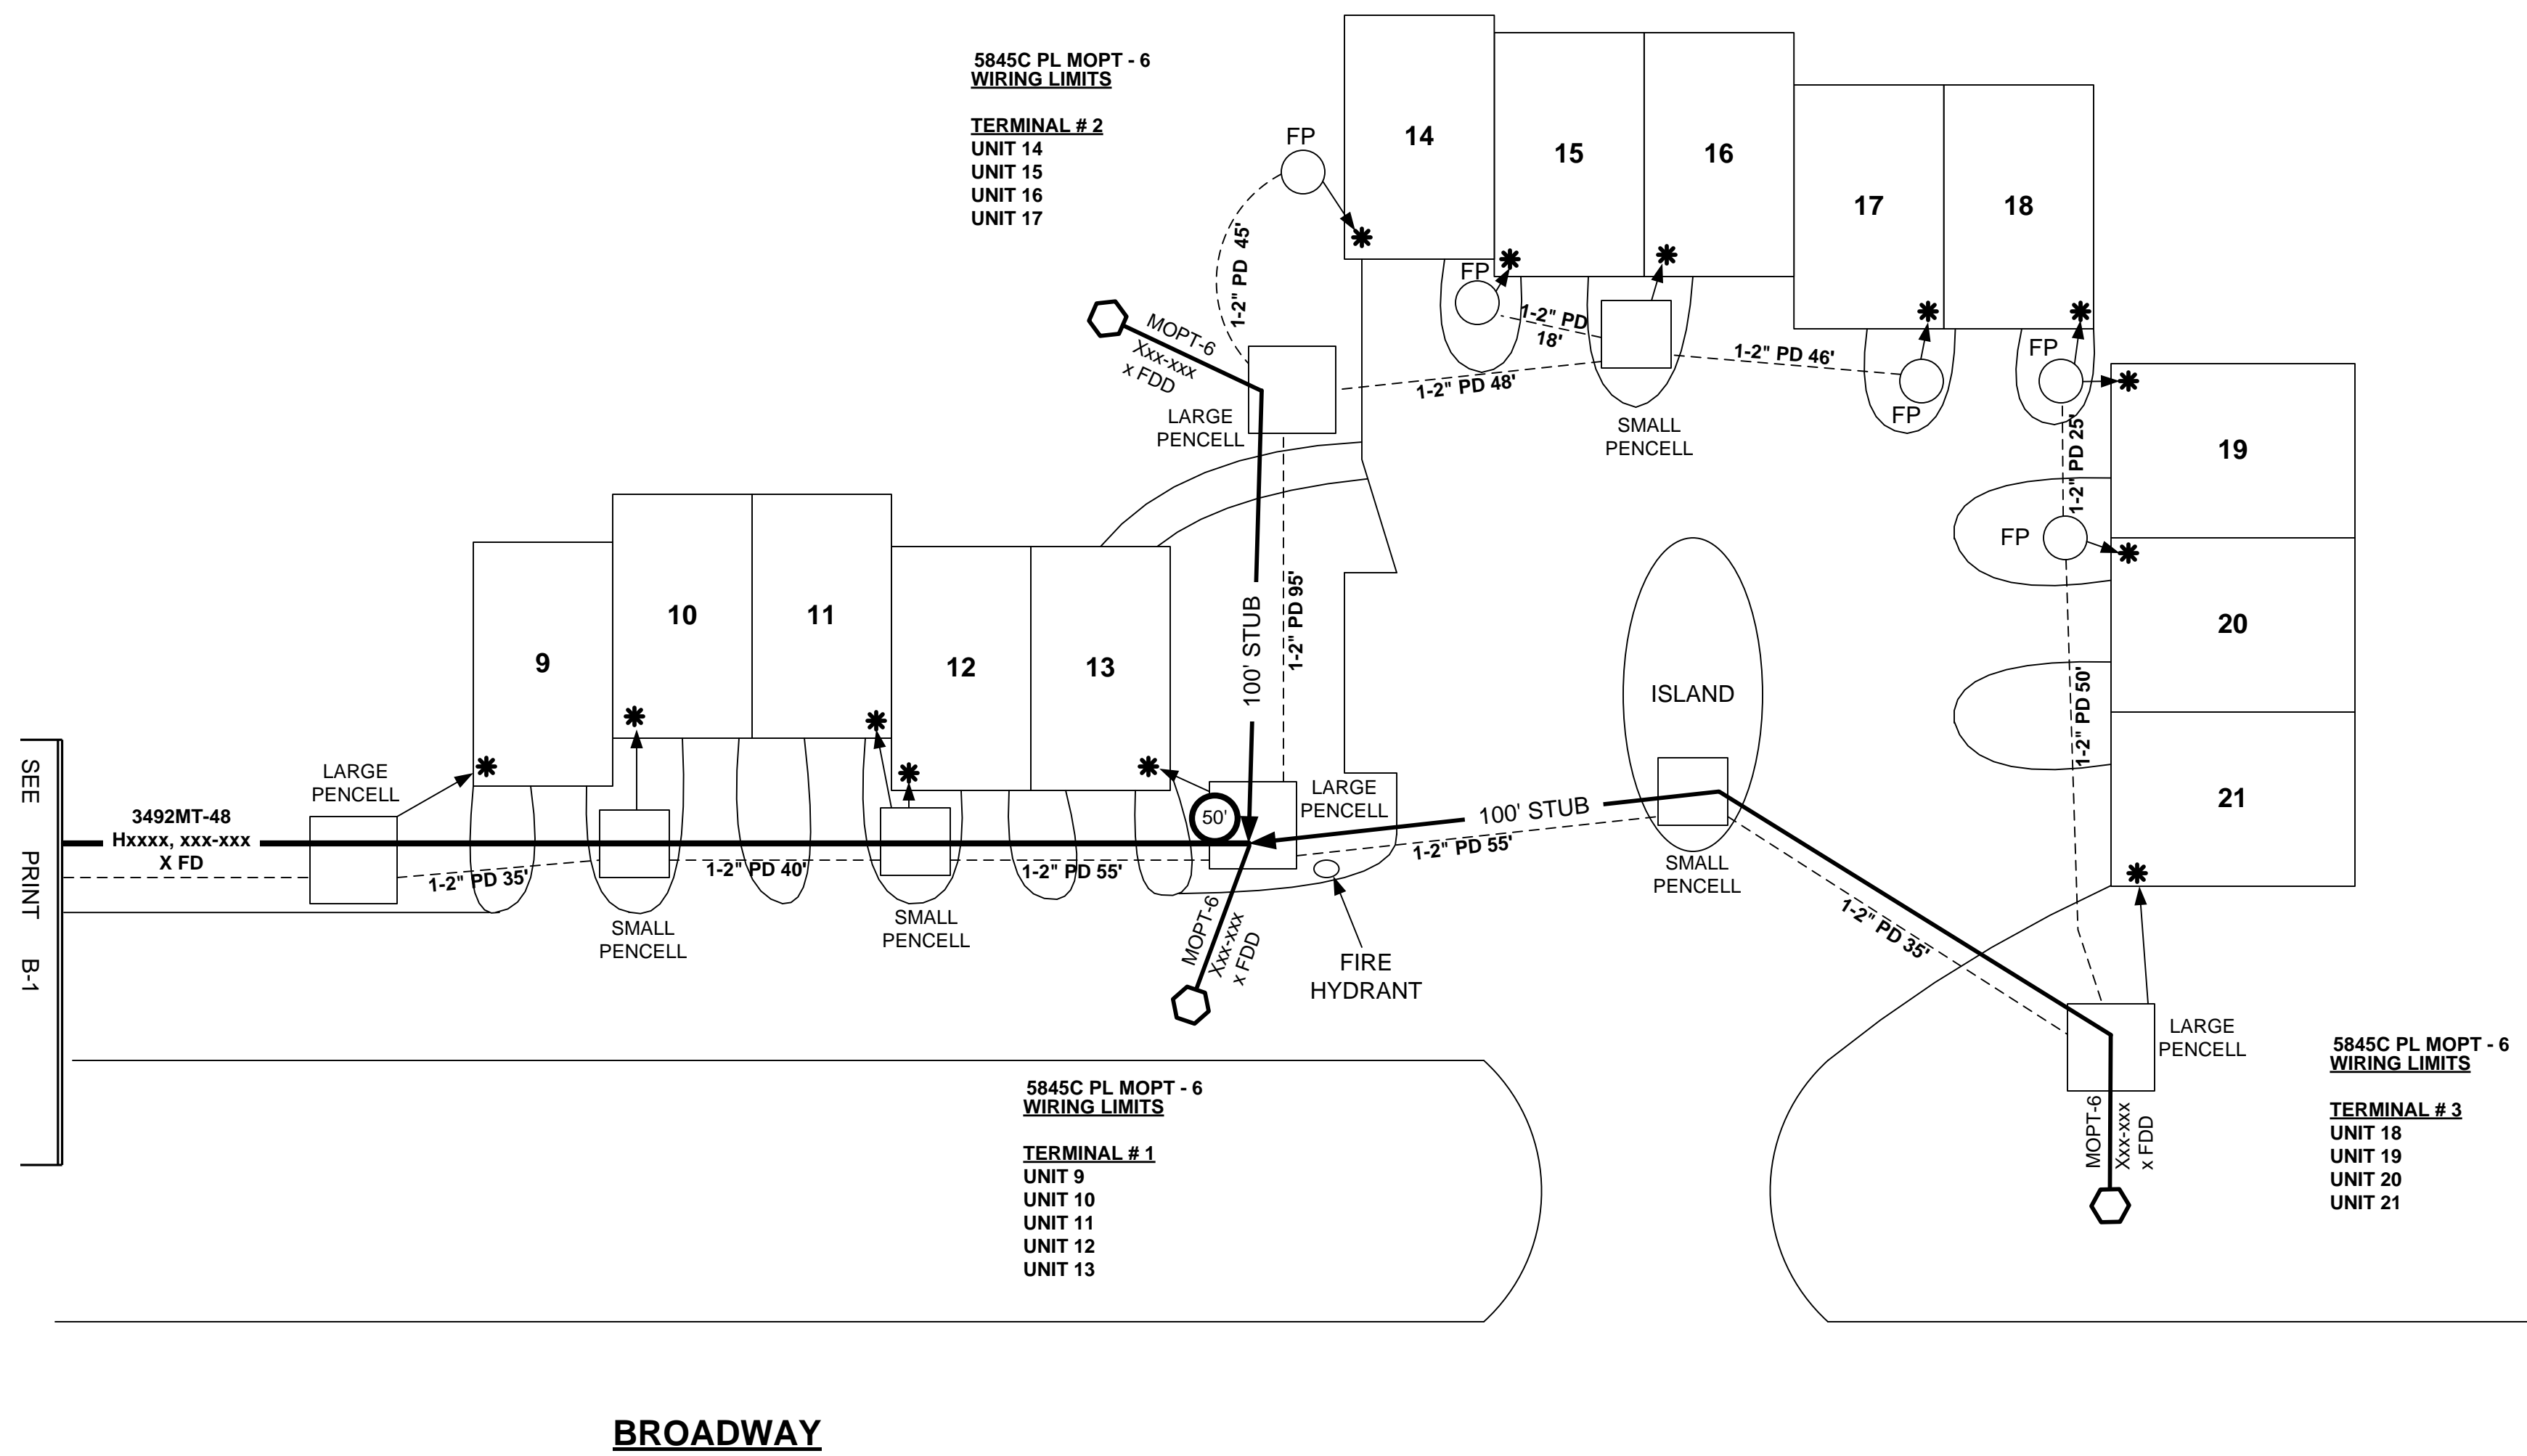 5845C PL MOPT - 6
WIRING LIMITS
TERMINAL # 2
UNIT 14
UNIT 15
UNIT 16
UNIT 17
FP
14
15
16
17
18
1-2" PD 45'
FP
1-2" PD
18'
1-2" PD 46'
1-2" PD 48'
FP
FP
MOPT-6
Xxx-xxx
x FDD
LARGE
PENCELL
SMALL
PENCELL
1-2" PD 25'
19
FP
20
21
1-2" PD 50'
9
10
11
12
13
100' STUB
1-2" PD 95'
ISLAND
SEE PRINT B-1
3492MT-48
Hxxxx, xxx-xxx
X FD
LARGE
PENCELL
1-2" PD 35'
SMALL
PENCELL
1-2" PD 40'
SMALL
PENCELL
1-2" PD 55'
50'
LARGE
PENCELL
100' STUB
1-2" PD 55'
SMALL
PENCELL
MOPT-6
Xxx-xxx
x FDD
FIRE
HYDRANT
1-2" PD 35'
LARGE
PENCELL
MOPT-6
Xxx-xxx
x FDD
5845C PL MOPT - 6
WIRING LIMITS
TERMINAL # 3
UNIT 18
UNIT 19
UNIT 20
UNIT 21
5845C PL MOPT - 6
WIRING LIMITS
TERMINAL # 1
UNIT 9
UNIT 10
UNIT 11
UNIT 12
UNIT 13
BROADWAY